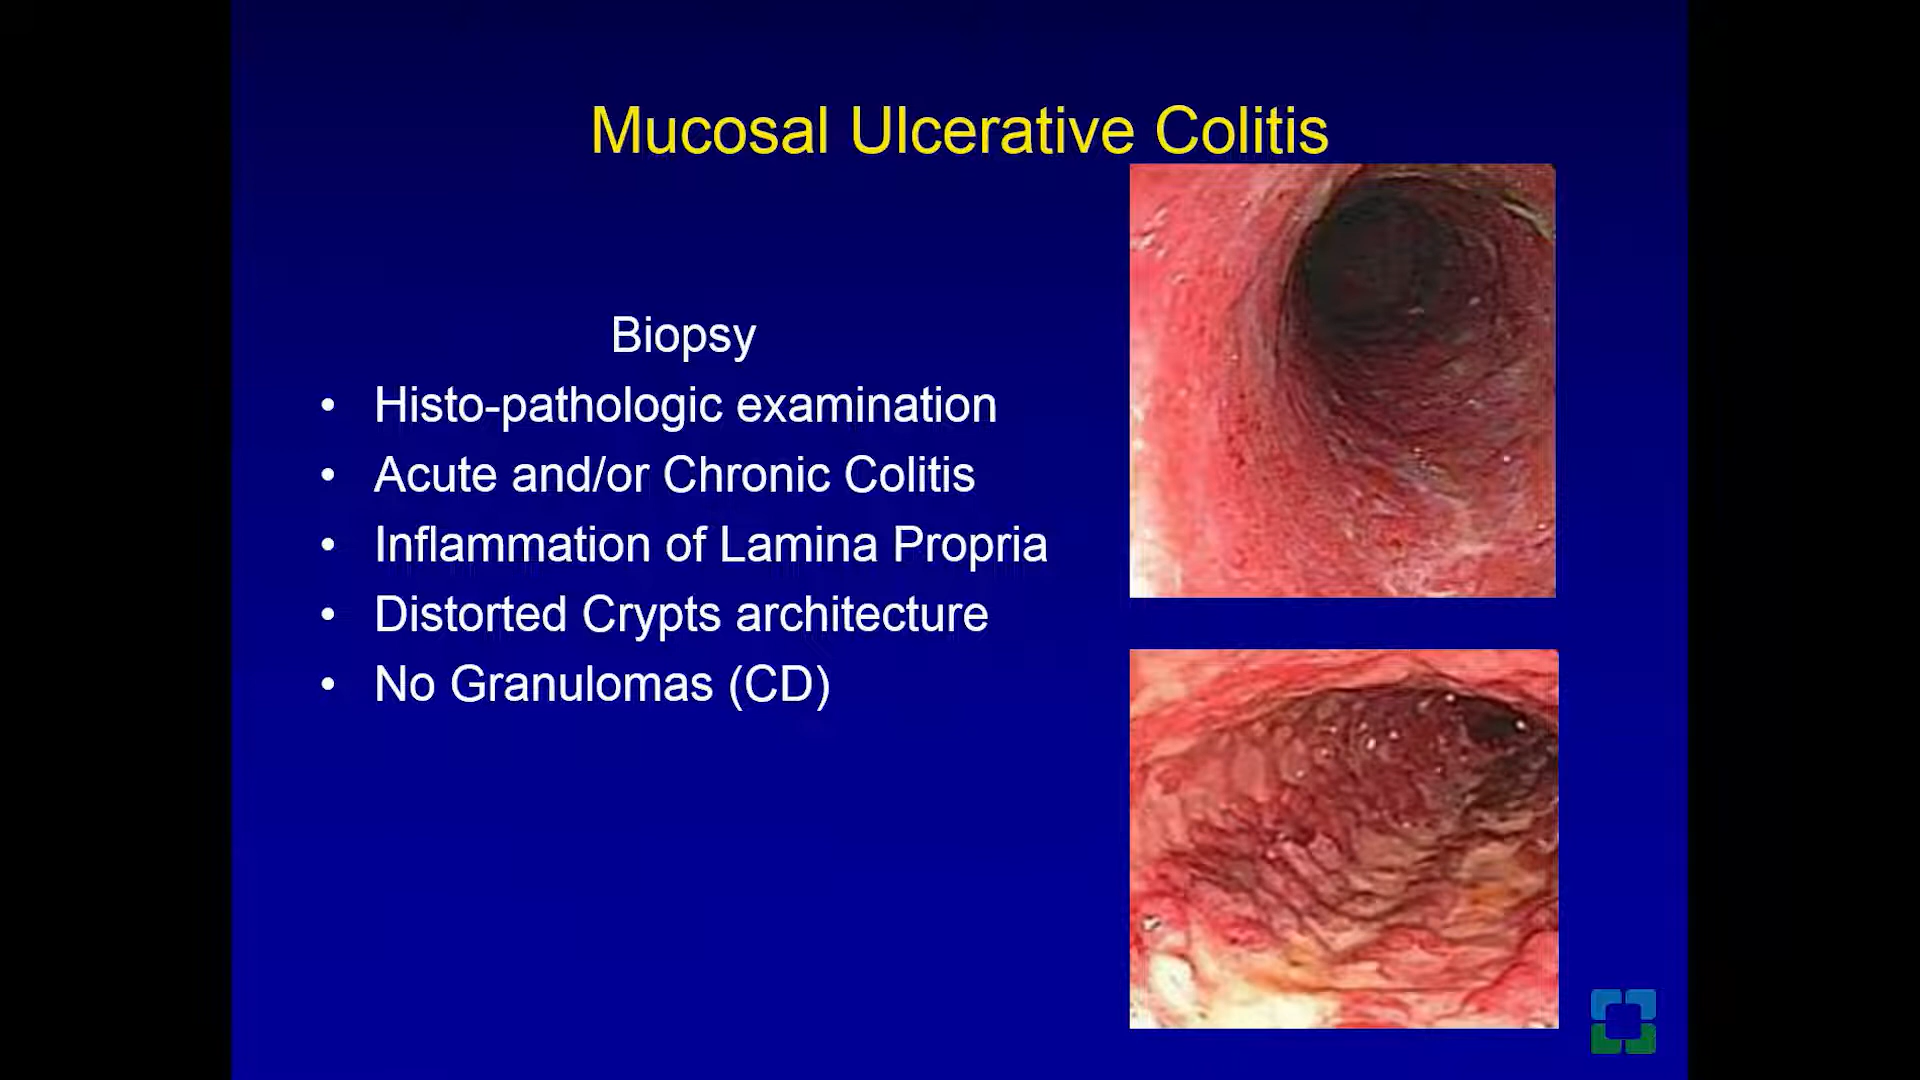 Mucosal Ulcerative Colitis
Biopsy
• Histo-pathologic examination
• Acute and/or Chronic Colitis
• Inflammation of Lamina Propria
• Distorted Crypts architecture
• No Granulomas (CD)